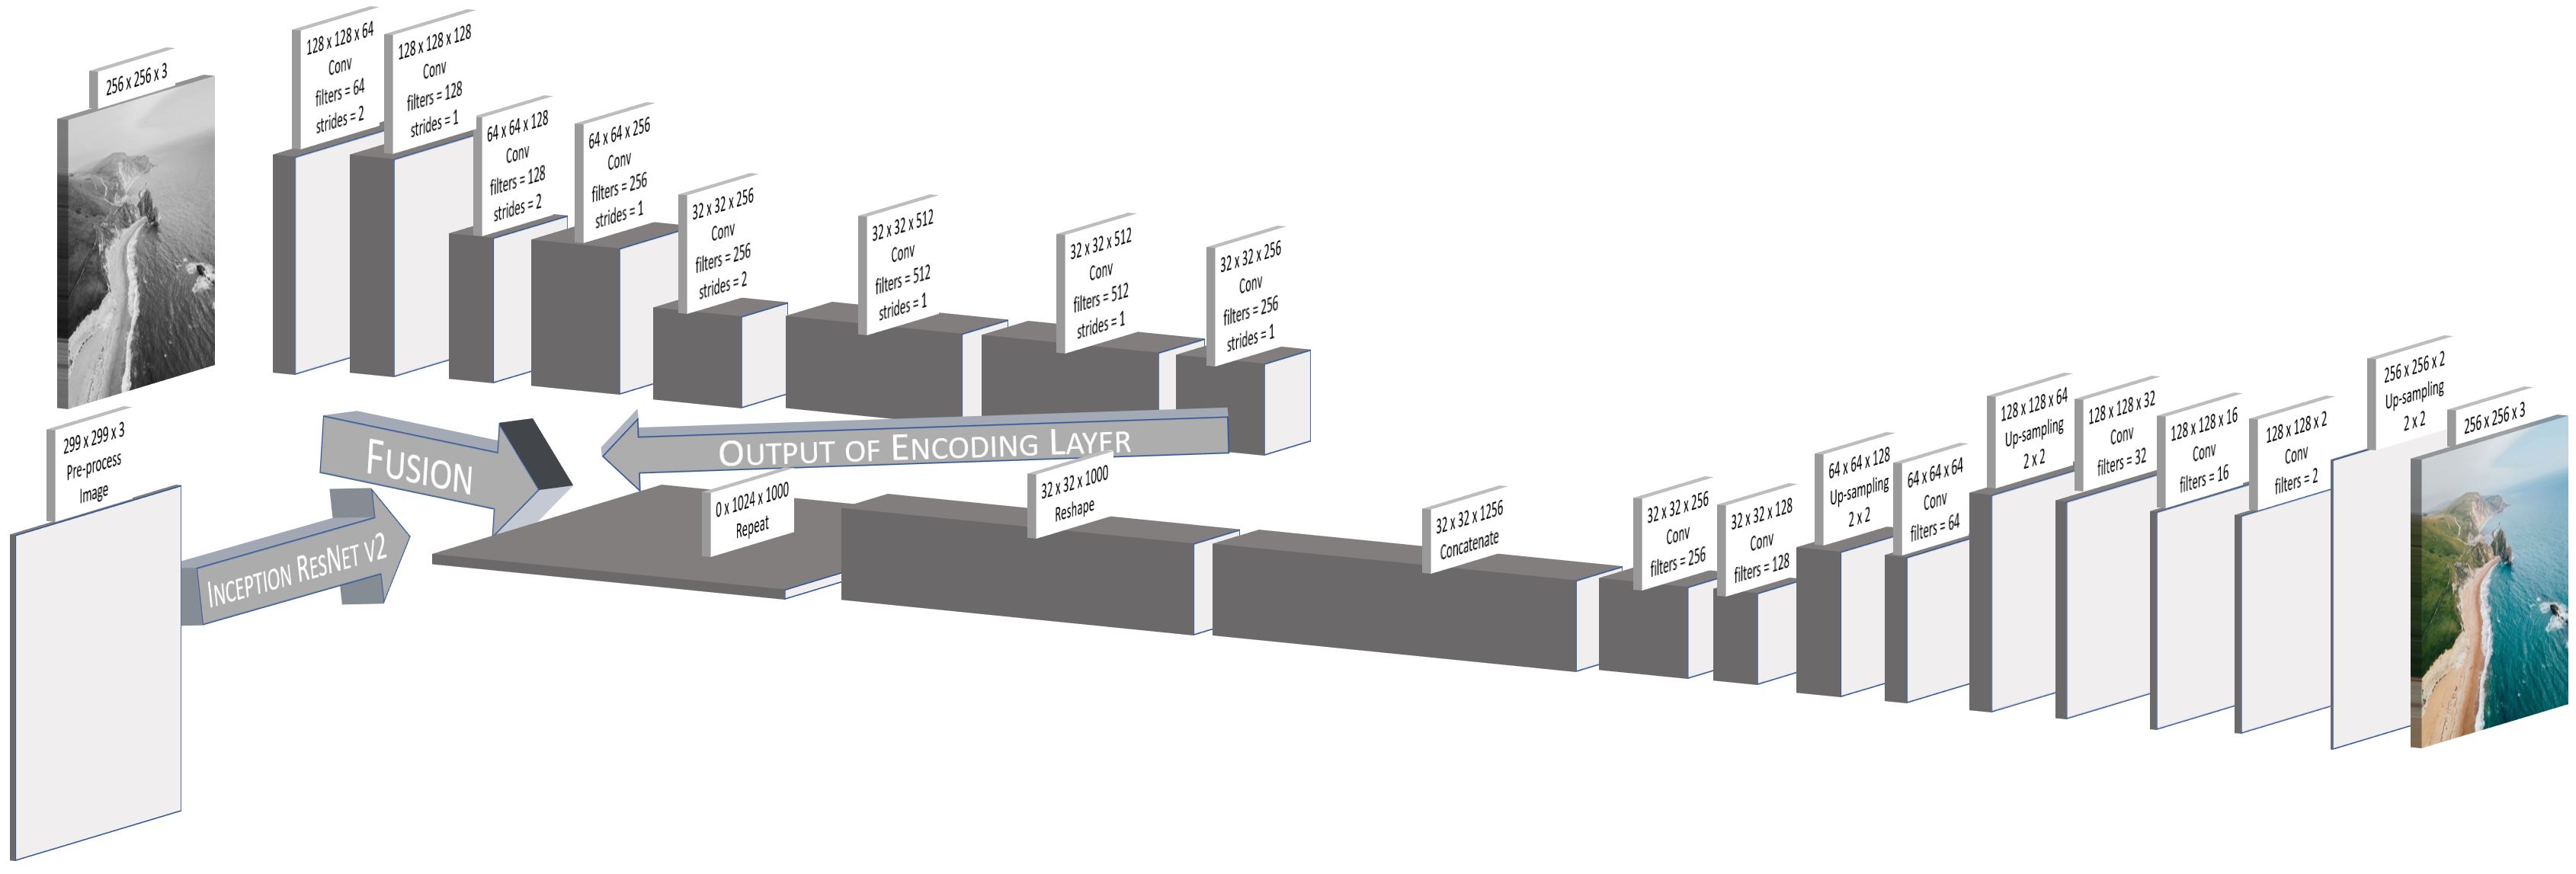 256 x 256 x 3
128 x 128 x 64
Conv
filters = 64
strides = 2
128 x 128 x 128
Conv
filters = 128
strides = 1
64 x 64 x 128
Conv
filters = 128
strides = 2
64 x 64 x 256
Conv
filters = 256
strides = 1
32 x 32 x 256
Conv
filters = 256
strides = 2
32 x 32 x 512
Conv
filters = 512
strides = 1
32 x 32 x 512
Conv
filters = 512
strides = 1
32 x 32 x 256
Conv
filters = 256
strides = 1
299 x 299 x 3
Pre-process
Image
INCEPTION RESNET V2
FUSION
OUTPUT OF ENCODING LAYER
0 x 1024 x 1000
Repeat
32 x 32 x 1000
Reshape
32 x 32 x 1256
Concatenate
32 x 32 x 256
Conv
filters = 256
32 x 32 x 128
Conv
filters = 128
64 x 64 x 128
Up-sampling
2 x 2
64 x 64 x 64
Conv
filters = 64
128 x 128 x 64
Up-sampling
2 x 2
128 x 128 x 32
Conv
filters = 32
128 x 128 x 16
Conv
filters = 16
128 x 128 x 2
Conv
filters = 2
256 x 256 x 2
Up-sampling
2 x 2
256 x 256 x 3